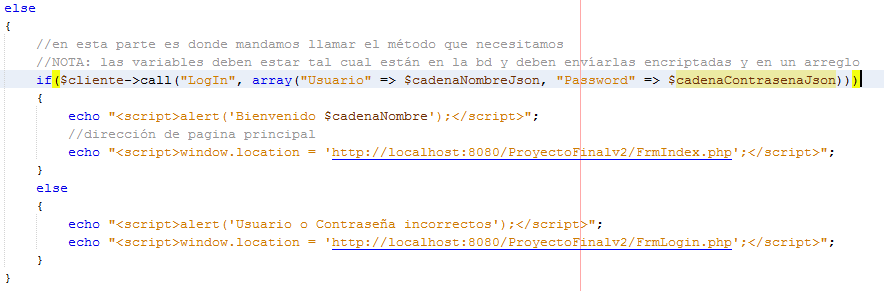 else
{
//en esta parte es donde mandamos llamar el método que necesitamos
//NOTA: las variables deben estar tal cual están en la bd y deben envíarlas encriptadas y en un arreglo
if($cliente->call("LogIn", array("Usuario" => $cadenaNombreJson, "Password" => $cadenaContrasenaJson)))
{
echo "<script>alert('Bienvenido $cadenaNombre');</script>";
//dirección de pagina principal
echo "<script>window.location = 'http://localhost:8080/ProyectoFinalv2/FrmIndex.php';</script>";
}
else
{
echo "<script>alert('Usuario o Contraseña incorrectos');</script>";
echo "<script>window.location = 'http://localhost:8080/ProyectoFinalv2/FrmLogin.php';</script>";
}
}